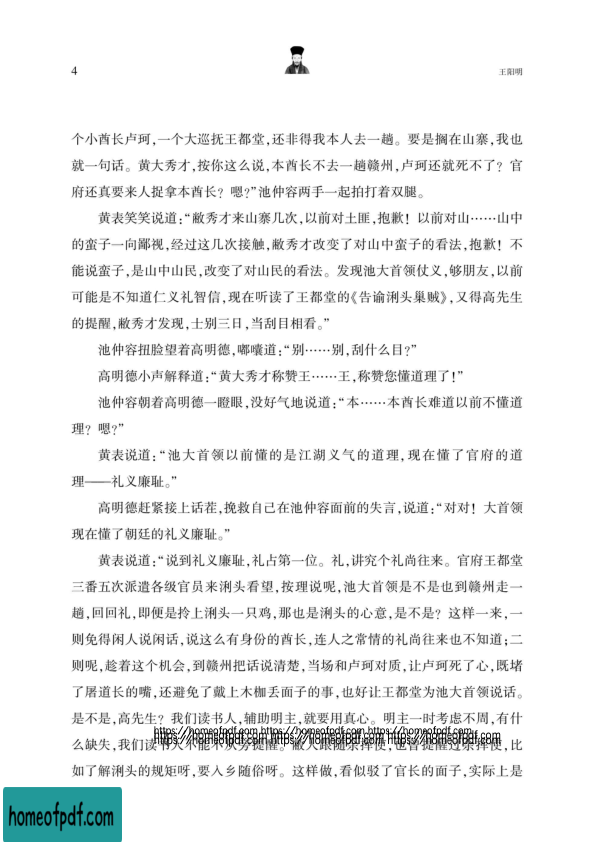 4
王阳明
个小酋长卢珂,一个大巡抚王都堂,还非得我本人去一趟。要是搁在山寨,我也
就一句话。黄大秀才,按你这么说,本酋长不去一趟赣州,卢珂还就死不了?官
府还真要来人捉拿本酋长?嗯?”池仲容两手一起拍打着双腿。
黄表笑笑说道:“敝秀才来山寨几次,以前对土匪,抱歉!以前对山……山中
的蛮子一向鄙视,经过这几次接触,敝秀才改变了对山中蛮子的看法,抱歉!不
能说蛮子,是山中山民,改变了对山民的看法。发现池大首领仗义,够朋友,以前
可能是不知道仁义礼智信,现在听读了王都堂的《告谕浰头巢贼》,又得高先生
的提醒,敝秀才发现,士别三日,当刮目相看。”
池仲容扭脸望着高明德,嘟囔道:“别……别,刮什么目?”
高明德小声解释道:“黄大秀才称赞王……王,称赞您懂道理了!”
池仲容朝着高明德一瞪眼,没好气地说道:“本……本酋长难道以前不懂道
理?嗯?”
黄表说道:“池大首领以前懂的是江湖义气的道理,现在懂了官府的道
理——礼义廉耻。”
高明德赶紧接上话茬,挽救自己在池仲容面前的失言,说道:“对对!大首领
现在懂了朝廷的礼义廉耻。”
黄表说道:“说到礼义廉耻,礼占第一位。礼,讲究个礼尚往来。官府王都堂
三番五次派遣各级官员来浰头看望,按理说呢,池大首领是不是也到赣州走一
趟,回回礼,即便是拎上浰头一只鸡,那也是浰头的心意,是不是?这样一来,一
则免得闲人说闲话,说这么有身份的酋长,连人之常情的礼尚往来也不知道;二
则呢,趁着这个机会,到赣州把话说清楚,当场和卢珂对质,让卢珂死了心,既堵
了屠道长的嘴,还避免了戴上木枷丢面子的事,也好让王都堂为池大首领说话。
是不是,高先生?我们读书人,辅助明主,就要用真心。明主一时考虑不周,有什
https://homeofpdf.com https://homeofpdf.com https://homeofpdf.com
https://homeofpdf.com https://homeofpdf.com https://homeofpdf.com
么缺失,我们读书人不能不从旁提醒。敝人跟随余指挥,也曾提醒过余指挥,比
如了解浰头的规矩呀,要入乡随俗呀。这样做,看似驳了官长的面子,实际上是
homeofpdf.com